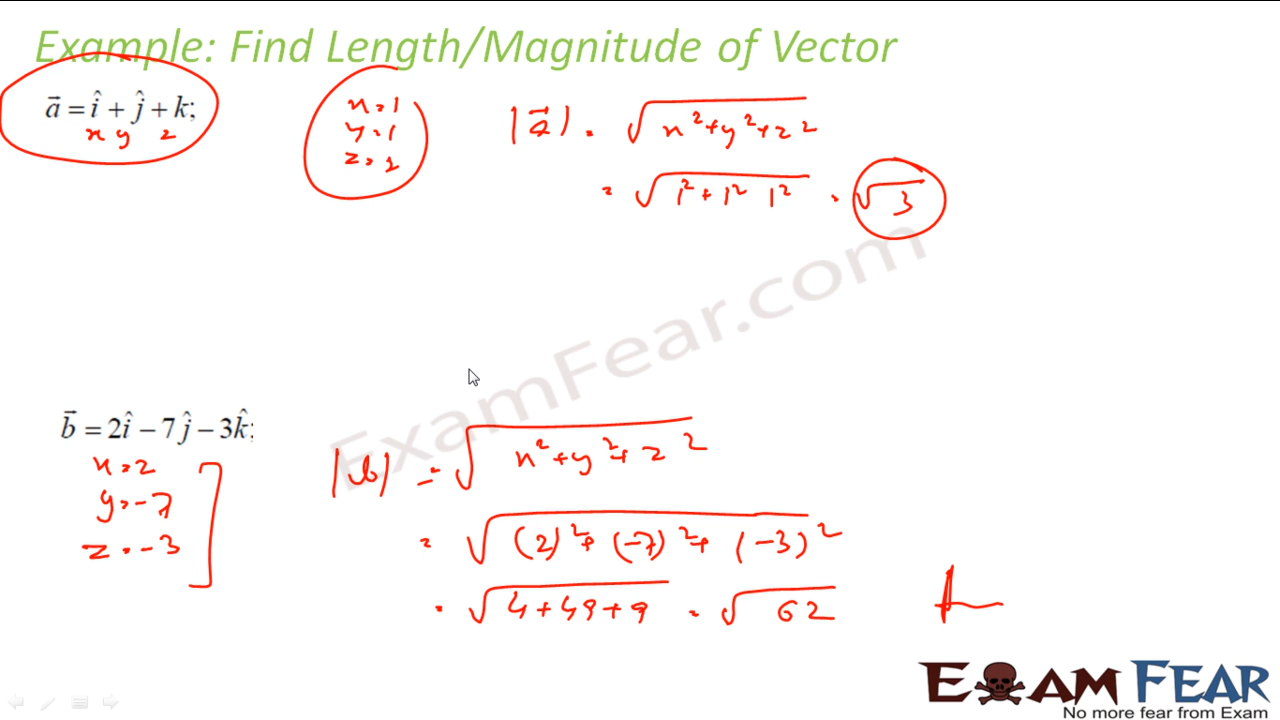 Example: Find Length/Magnitude of Vector
a⃗ = î + ĵ + k;
x y z
x = 1
y = 1
z = 1
|a⃗| = √(x² + y² + z²)
= √(1² + 1² 1²) = √3
ExamFear.com
b⃗ = 2î − 7ĵ − 3k̂;
x = 2
y = −7
z = −3
|b| = √(x² + y² + z²)
= √((2)² + (−7)² + (−3)²)
= √(4 + 49 + 9) = √62
EXAM FEAR
No more fear from Exam